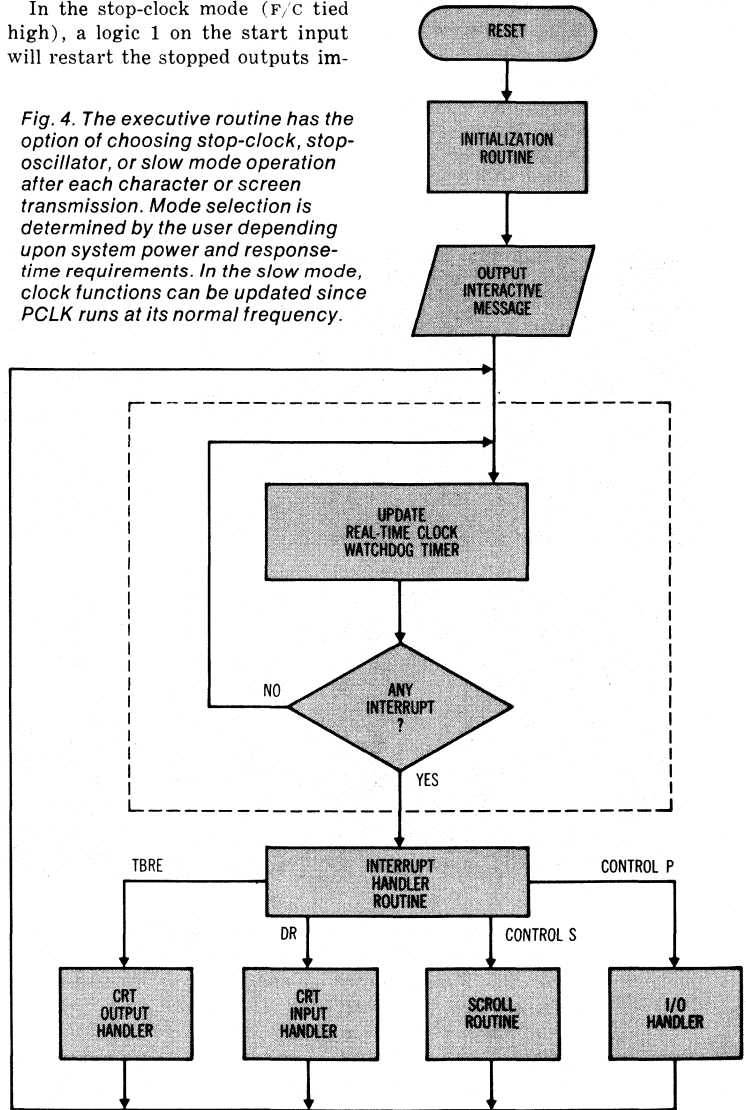 In the stop-clock mode (F/C tied
high), a logic 1 on the start input
will restart the stopped outputs im-
Fig. 4. The executive routine has the
option of choosing stop-clock, stop-
oscillator, or slow mode operation
after each character or screen
transmission. Mode selection is
determined by the user depending
upon system power and response-
time requirements. In the slow mode,
clock functions can be updated since
PCLK runs at its normal frequency.
RESET
INITIALIZATION
ROUTINE
OUTPUT
INTERACTIVE
MESSAGE
UPDATE
REAL-TIME CLOCK
WATCHDOG TIMER
NO
ANY
INTERRUPT
?
YES
INTERRUPT
HANDLER
ROUTINE
TBRE
DR
CONTROL S
CONTROL P
CRT
OUTPUT
HANDLER
CRT
INPUT
HANDLER
SCROLL
ROUTINE
I/O
HANDLER